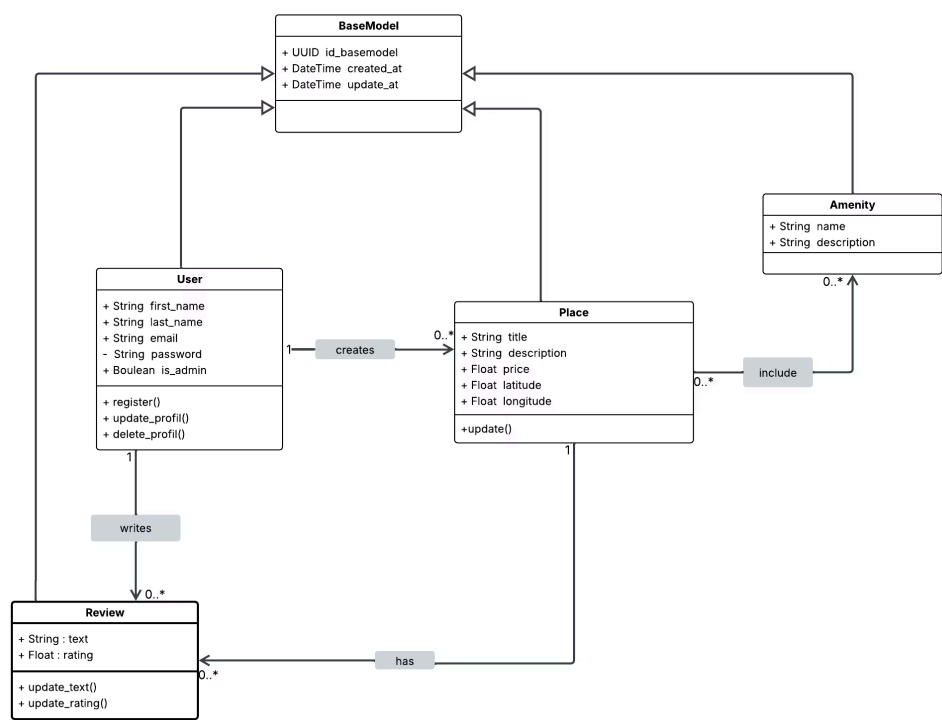 BaseModel
+ UUID id_basemodel
+ DateTime created_at
+ DateTime update_at
Amenity
+ String name
+ String description
0..*
User
+ String first_name
+ String last_name
+ String email
- String password
+ Boulean is_admin
+ register()
+ update_profil()
+ delete_profil()
1
creates
0..*
Place
+ String title
+ String description
+ Float price
+ Float latitude
+ Float longitude
+update()
0..*
include
1
1
writes
0..*
Review
+ String : text
+ Float : rating
+ update_text()
+ update_rating()
has
0..*